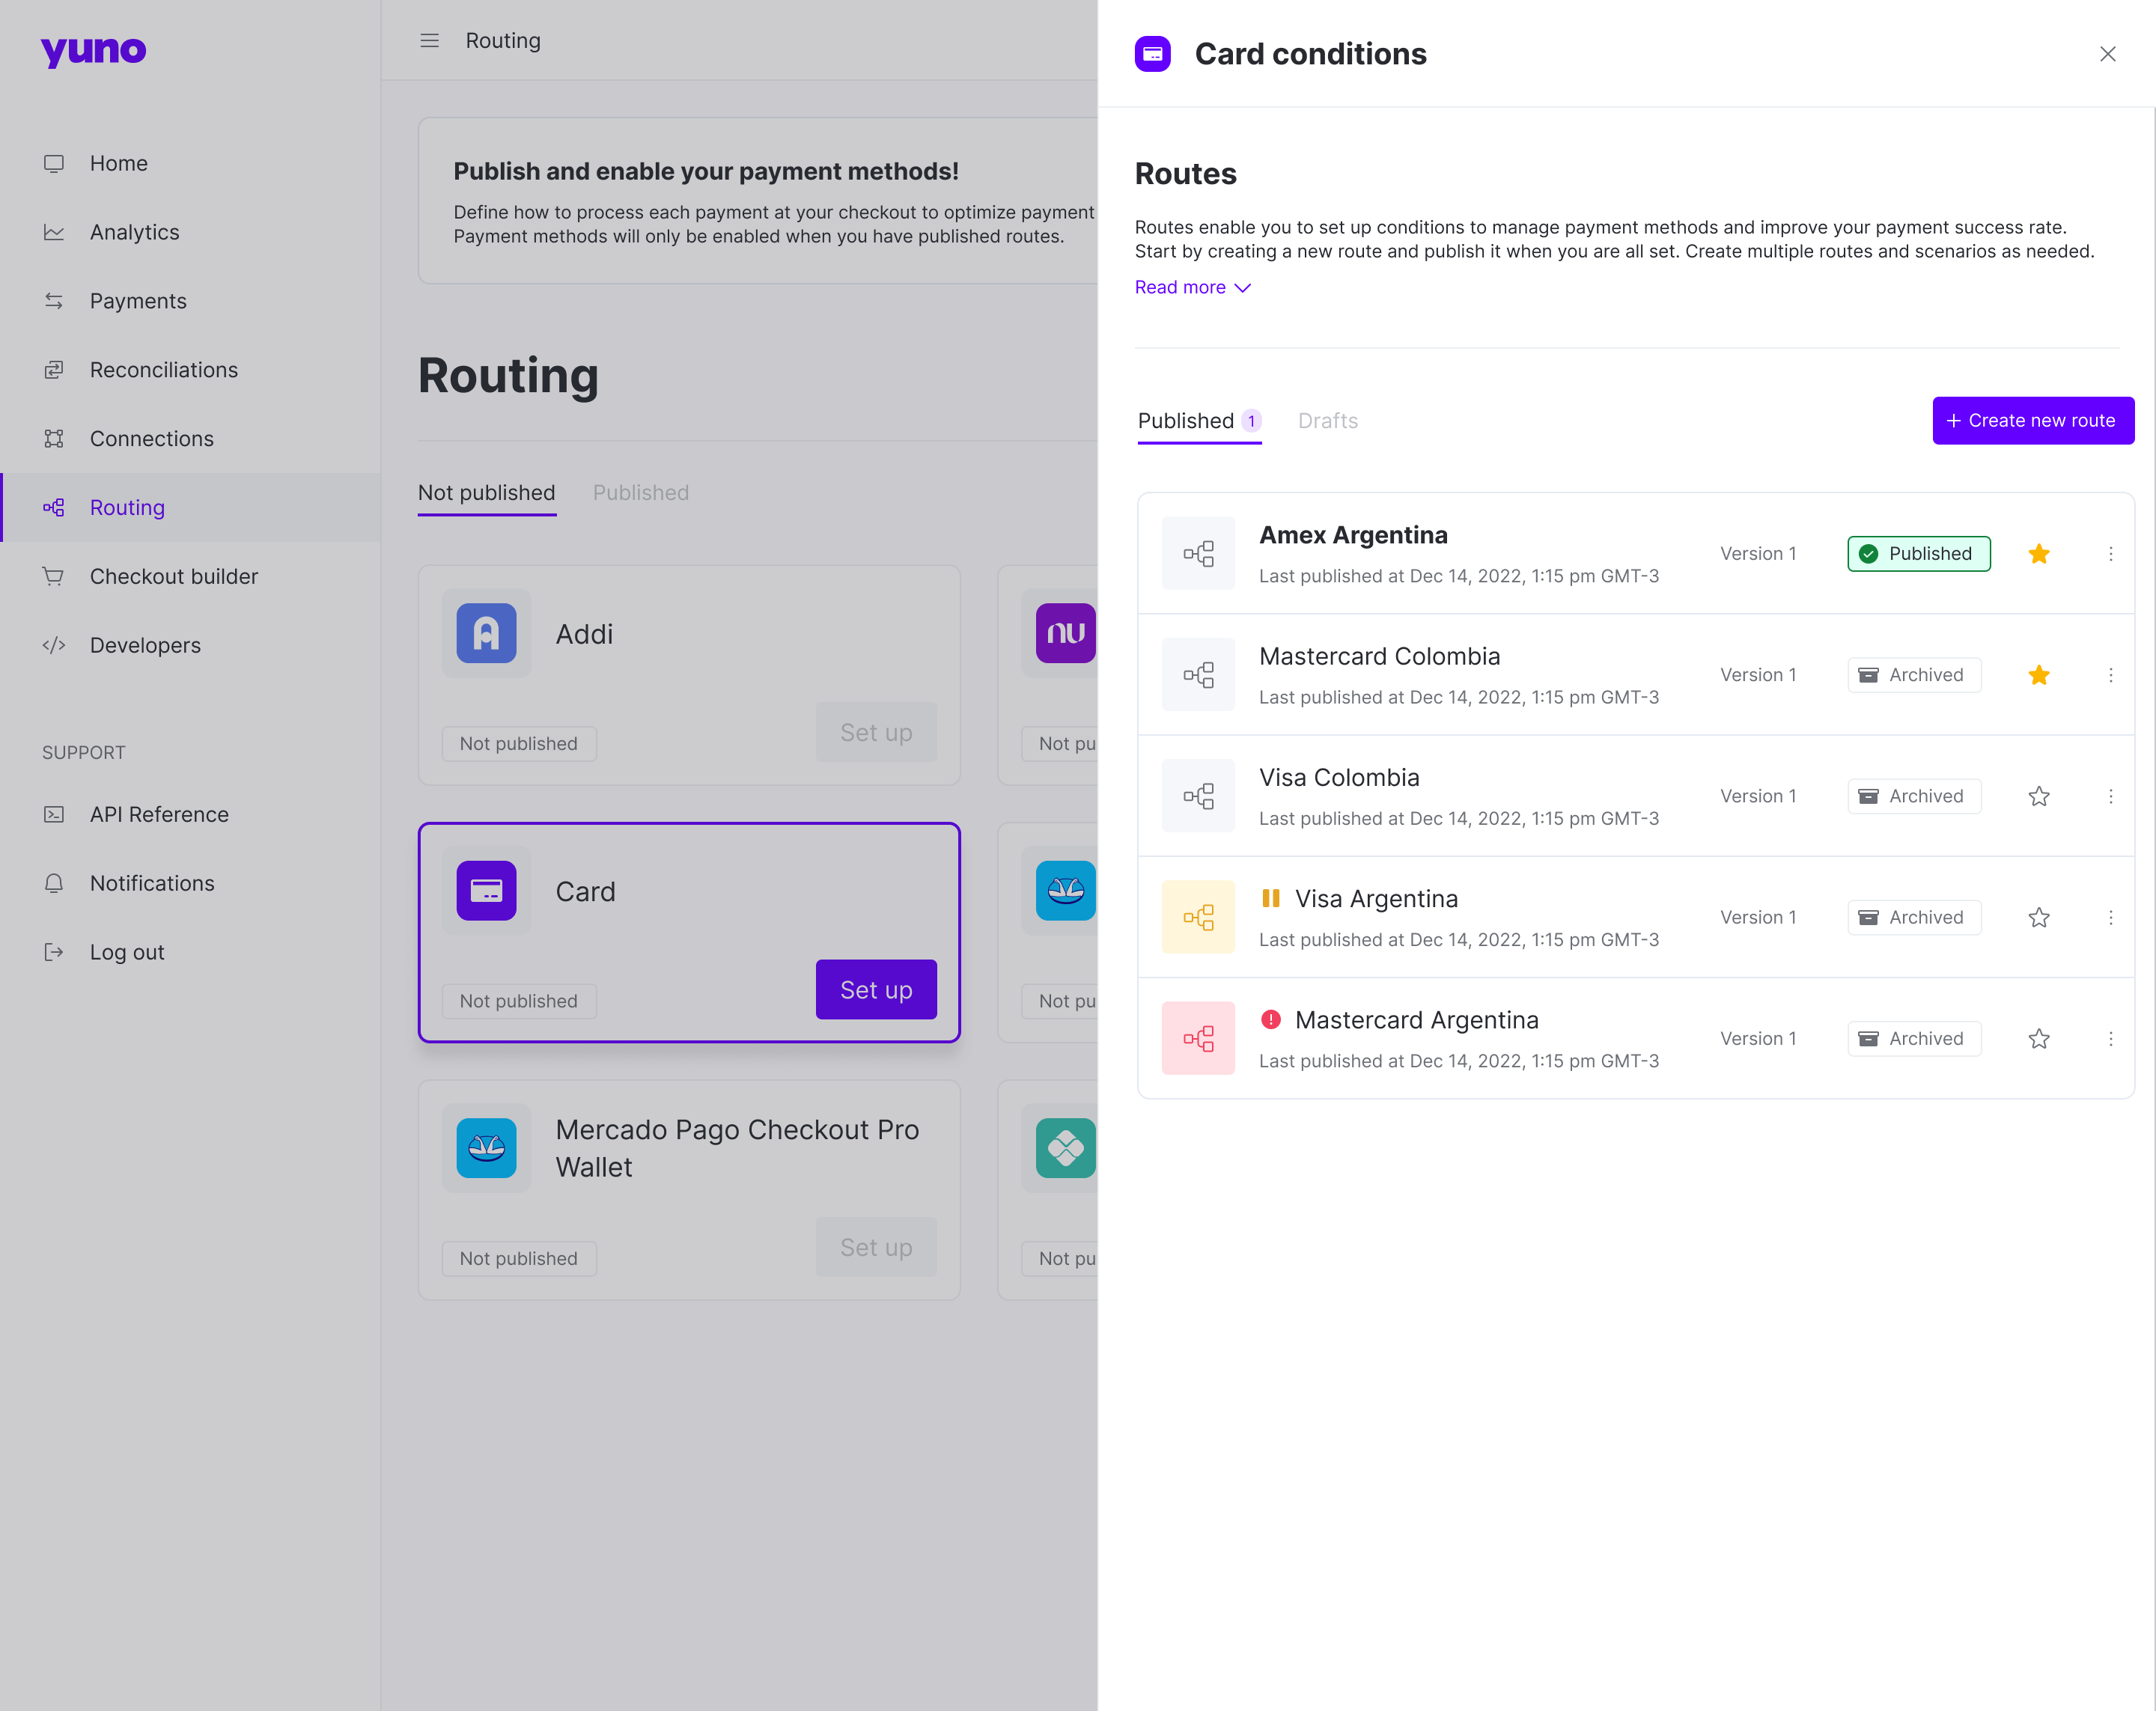 yuno
Home
Analytics
Payments
Reconciliations
Connections
Routing
Checkout builder
Developers
SUPPORT
API Reference
Notifications
Log out
Routing
Publish and enable your payment methods!
Define how to process each payment at your checkout to optimize payment
Payment methods will only be enabled when you have published routes.
Routing
Not published
Published
Addi
Not published
Set up
nu
Not pu
Card
Not published
Set up
Not pu
Mercado Pago Checkout Pro
Wallet
Not published
Set up
Not pu
Card conditions
Routes
Routes enable you to set up conditions to manage payment methods and improve your payment success rate.
Start by creating a new route and publish it when you are all set. Create multiple routes and scenarios as needed.
Read more
Published 1
Drafts
+ Create new route
Amex Argentina
Last published at Dec 14, 2022, 1:15 pm GMT-3
Version 1
Published
Mastercard Colombia
Last published at Dec 14, 2022, 1:15 pm GMT-3
Version 1
Archived
Visa Colombia
Last published at Dec 14, 2022, 1:15 pm GMT-3
Version 1
Archived
Visa Argentina
Last published at Dec 14, 2022, 1:15 pm GMT-3
Version 1
Archived
Mastercard Argentina
Last published at Dec 14, 2022, 1:15 pm GMT-3
Version 1
Archived